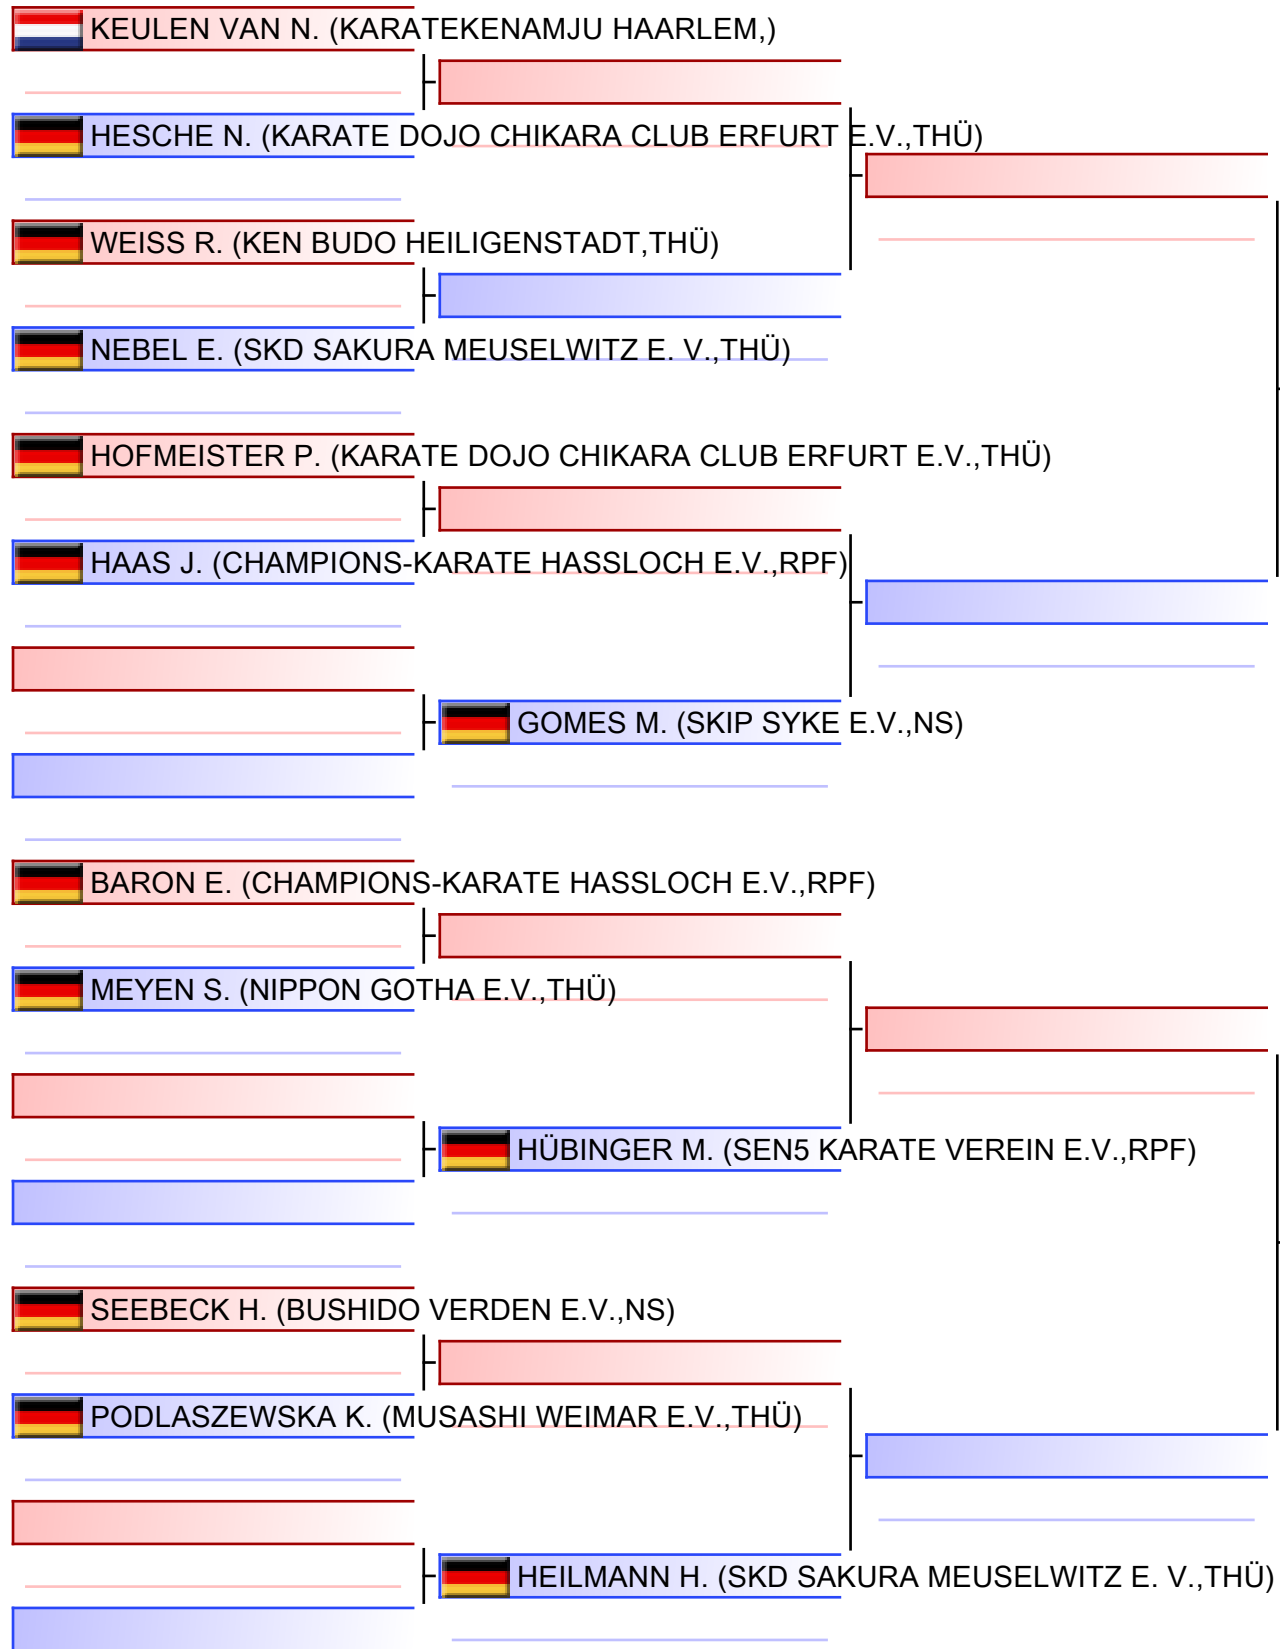 KEULEN VAN N. (KARATEKENAMJU HAARLEM,)
HESCHE N. (KARATE DOJO CHIKARA CLUB ERFURT E.V.,THÜ)
WEISS R. (KEN BUDO HEILIGENSTADT,THÜ)
NEBEL E. (SKD SAKURA MEUSELWITZ E. V.,THÜ)
HOFMEISTER P. (KARATE DOJO CHIKARA CLUB ERFURT E.V.,THÜ)
HAAS J. (CHAMPIONS-KARATE HASSLOCH E.V.,RPF)
GOMES M. (SKIP SYKE E.V.,NS)
BARON E. (CHAMPIONS-KARATE HASSLOCH E.V.,RPF)
MEYEN S. (NIPPON GOTHA E.V.,THÜ)
HÜBINGER M. (SEN5 KARATE VEREIN E.V.,RPF)
SEEBECK H. (BUSHIDO VERDEN E.V.,NS)
PODLASZEWSKA K. (MUSASHI WEIMAR E.V.,THÜ)
HEILMANN H. (SKD SAKURA MEUSELWITZ E. V.,THÜ)